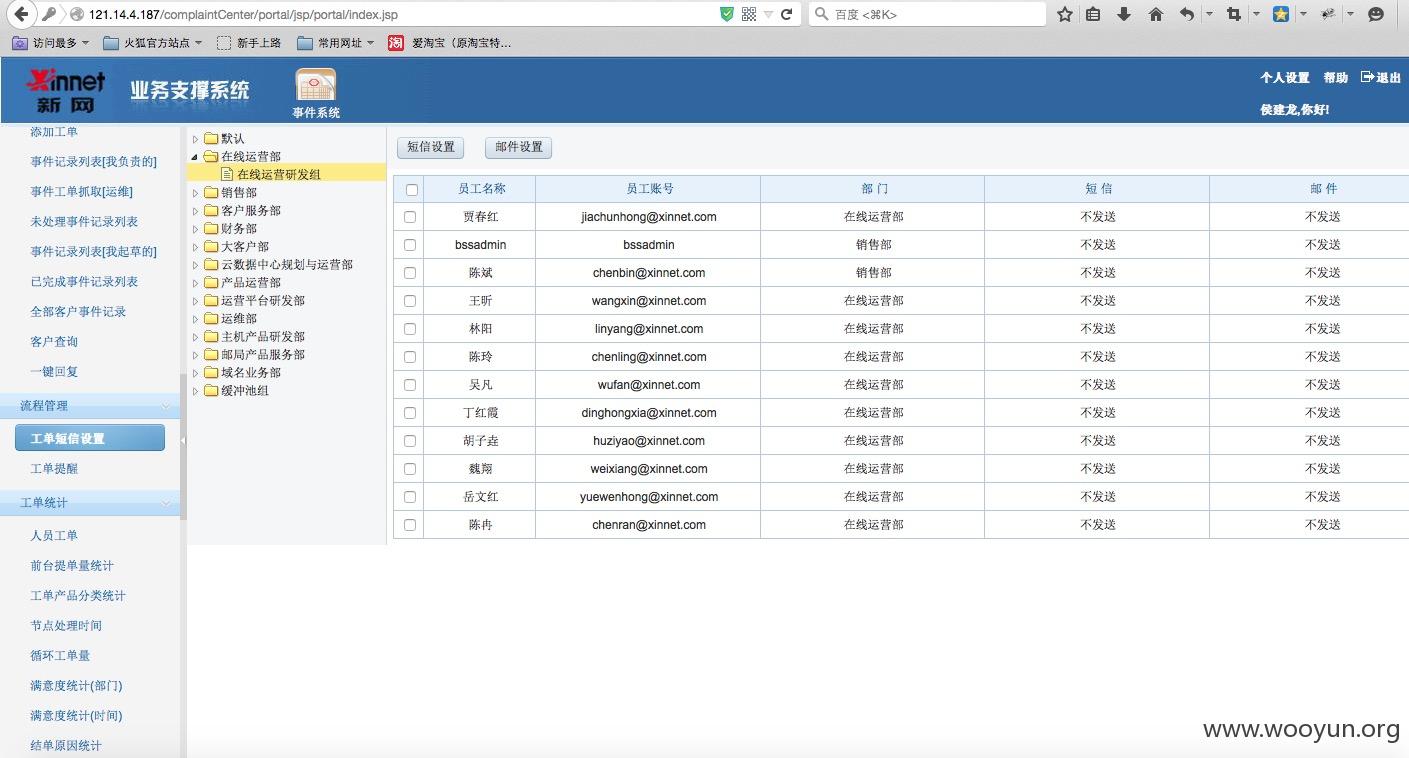 121.14.4.187/complaintCenter/portal/jsp/portal/index.jsp
百度 <⌘K>
访问最多 火狐官方站点 新手上路 常用网址 淘 爱淘宝（原淘宝特...
Xinnet 新网 业务支撑系统 事件系统
个人设置 帮助 退出
侯建龙,你好!
添加工单
事件记录列表[我负责的]
事件工单抓取[运维]
未处理事件记录列表
事件记录列表[我起草的]
已完成事件记录列表
全部客户事件记录
客户查询
一键回复
流程管理
工单短信设置
工单提醒
工单统计
人员工单
前台提单量统计
工单产品分类统计
节点处理时间
循环工单量
满意度统计(部门)
满意度统计(时间)
结单原因统计
默认
在线运营部
在线运营研发组
销售部
客户服务部
财务部
大客户部
云数据中心规划与运营部
产品运营部
运营平台研发部
运维部
主机产品研发部
邮局产品服务部
域名业务部
缓冲池组
短信设置 邮件设置
员工名称 员工账号 部 门 短 信 邮 件
贾春红 jiachunhong@xinnet.com 在线运营部 不发送 不发送
bssadmin bssadmin 销售部 不发送 不发送
陈斌 chenbin@xinnet.com 销售部 不发送 不发送
王昕 wangxin@xinnet.com 在线运营部 不发送 不发送
林阳 linyang@xinnet.com 在线运营部 不发送 不发送
陈玲 chenling@xinnet.com 在线运营部 不发送 不发送
吴凡 wufan@xinnet.com 在线运营部 不发送 不发送
丁红霞 dinghongxia@xinnet.com 在线运营部 不发送 不发送
胡子垚 huziyao@xinnet.com 在线运营部 不发送 不发送
魏翔 weixiang@xinnet.com 在线运营部 不发送 不发送
岳文红 yuewenhong@xinnet.com 在线运营部 不发送 不发送
陈冉 chenran@xinnet.com 在线运营部 不发送 不发送
www.wooyun.org